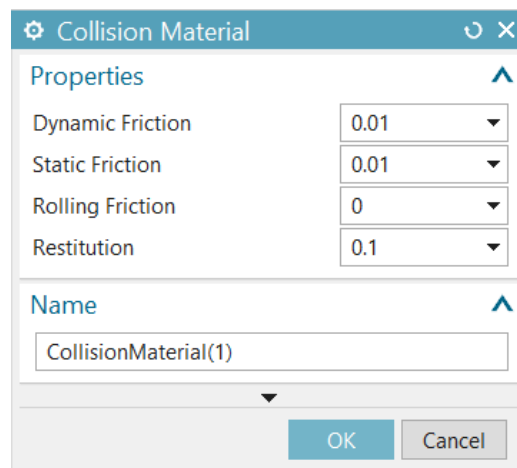 Collision Material
Properties
Dynamic Friction 0.01
Static Friction 0.01
Rolling Friction 0
Restitution 0.1
Name
CollisionMaterial(1)
OK Cancel